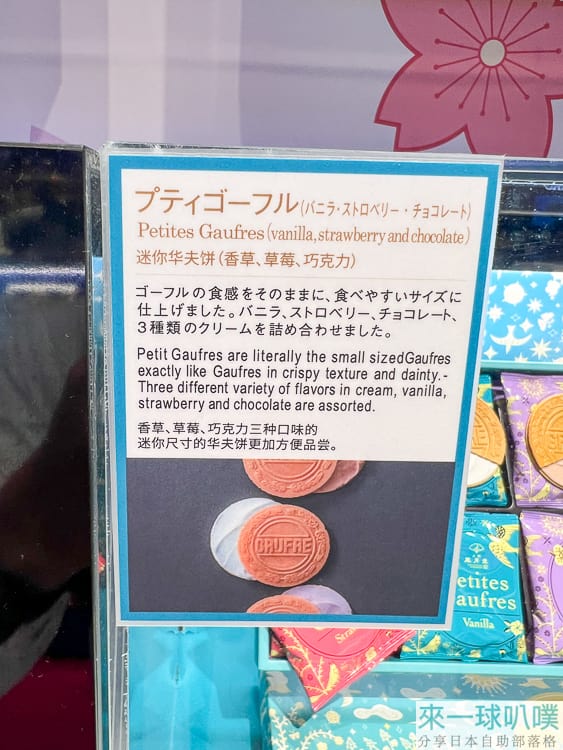 プティゴーフル(バニラ・ストロベリー・チョコレート)
Petites Gaufres(vanilla, strawberry and chocolate)
迷你华夫饼(香草、草莓、巧克力)
ゴーフルの食感をそのままに、食べやすいサイズに
仕上げました。バニラ、ストロベリー、チョコレート、
3種類のクリームを詰め合わせました。
Petit Gaufres are literally the small sizedGaufres
exactly like Gaufres in crispy texture and dainty.-
Three different variety of flavors in cream, vanilla,
strawberry and chocolate are assorted.
香草、草莓、巧克力三种口味的
迷你尺寸的华夫饼更加方便品尝。
GAUFRE
etites
aufres
Vanilla
Stra
來一球叭噗
分享日本自助部落格